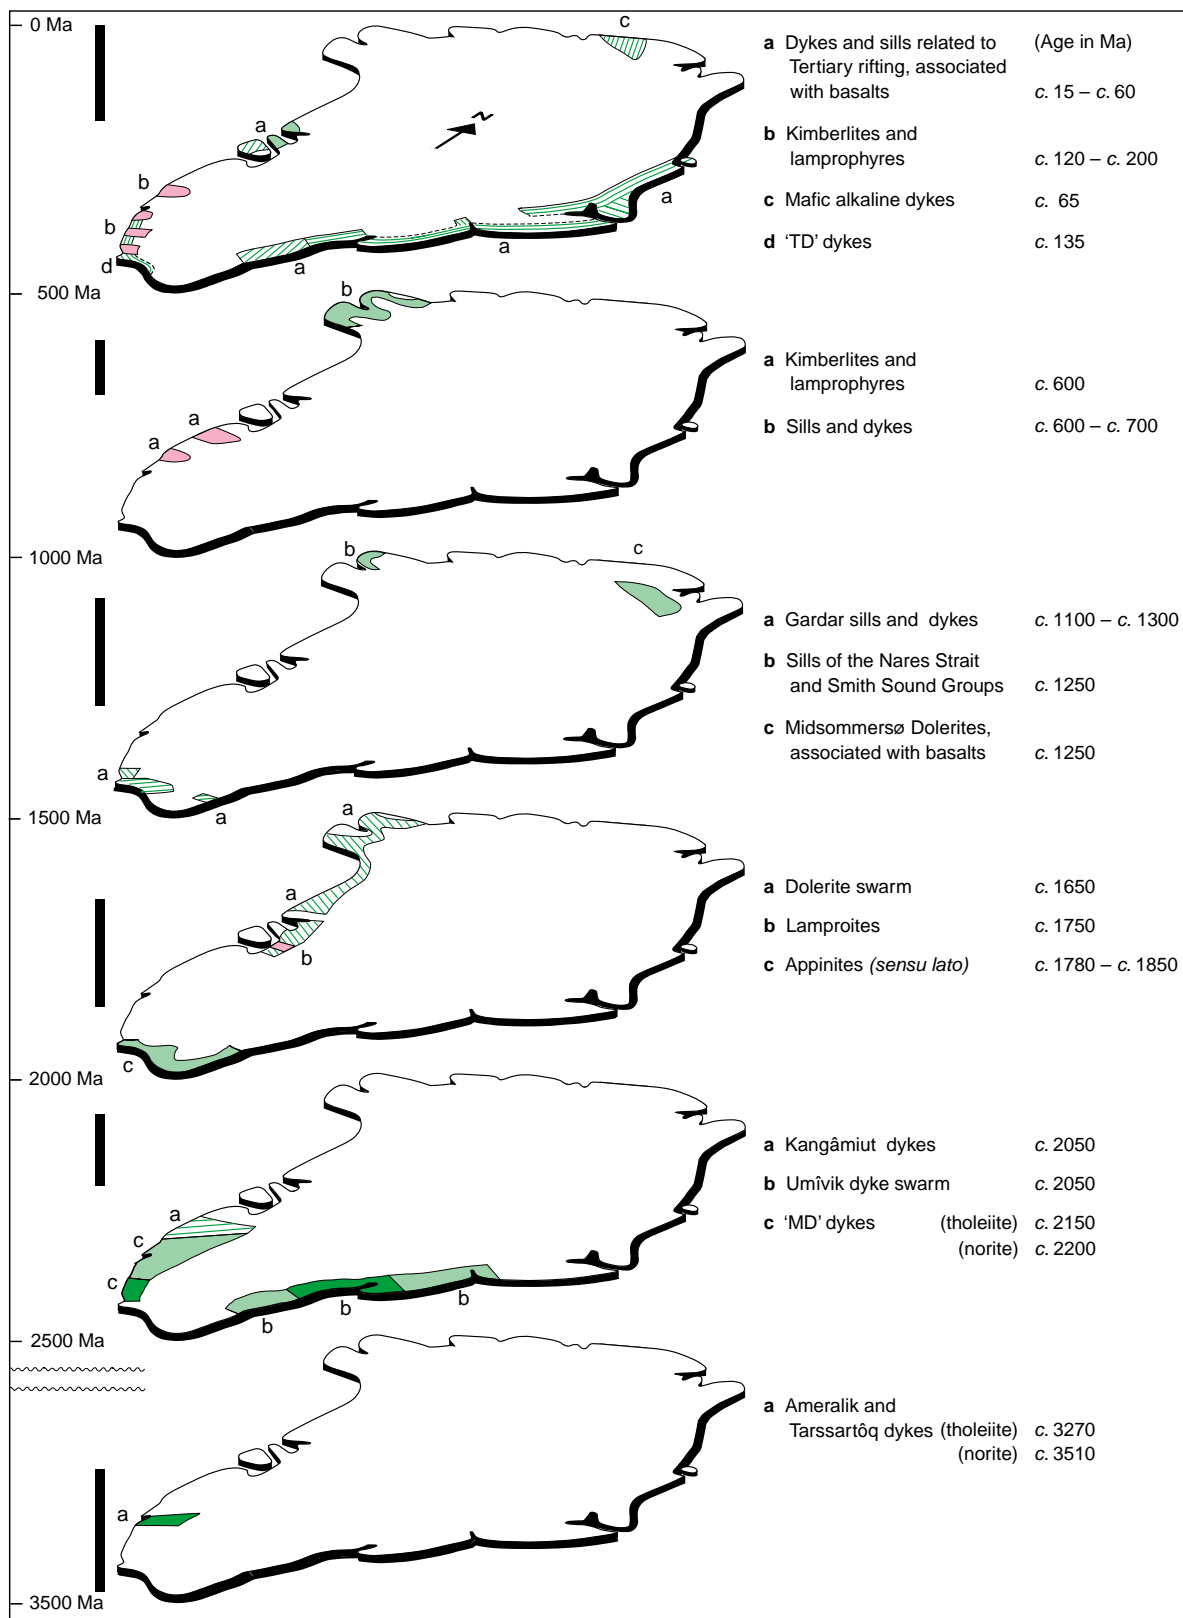 0 Ma
c
a
N
b
a
b
a
d
a
a Dykes and sills related to (Age in Ma)
Tertiary rifting, associated
with basalts c. 15 – c. 60
b Kimberlites and
lamprophyres c. 120 – c. 200
c Mafic alkaline dykes c. 65
d ‘TD’ dykes c. 135
500 Ma
b
a
a
a Kimberlites and
lamprophyres c. 600
b Sills and dykes c. 600 – c. 700
1000 Ma
b
c
a
a
a Gardar sills and dykes c. 1100 – c. 1300
b Sills of the Nares Strait
and Smith Sound Groups c. 1250
c Midsommersø Dolerites,
associated with basalts c. 1250
1500 Ma
a
a
b
c
a Dolerite swarm c. 1650
b Lamproites c. 1750
c Appinites (sensu lato) c. 1780 – c. 1850
2000 Ma
a
c
c
b
b
b
a Kangâmiut dykes c. 2050
b Umîvik dyke swarm c. 2050
c ‘MD’ dykes (tholeiite) c. 2150
(norite) c. 2200
2500 Ma
a
a Ameralik and
Tarssartôq dykes (tholeiite) c. 3270
(norite) c. 3510
3500 Ma